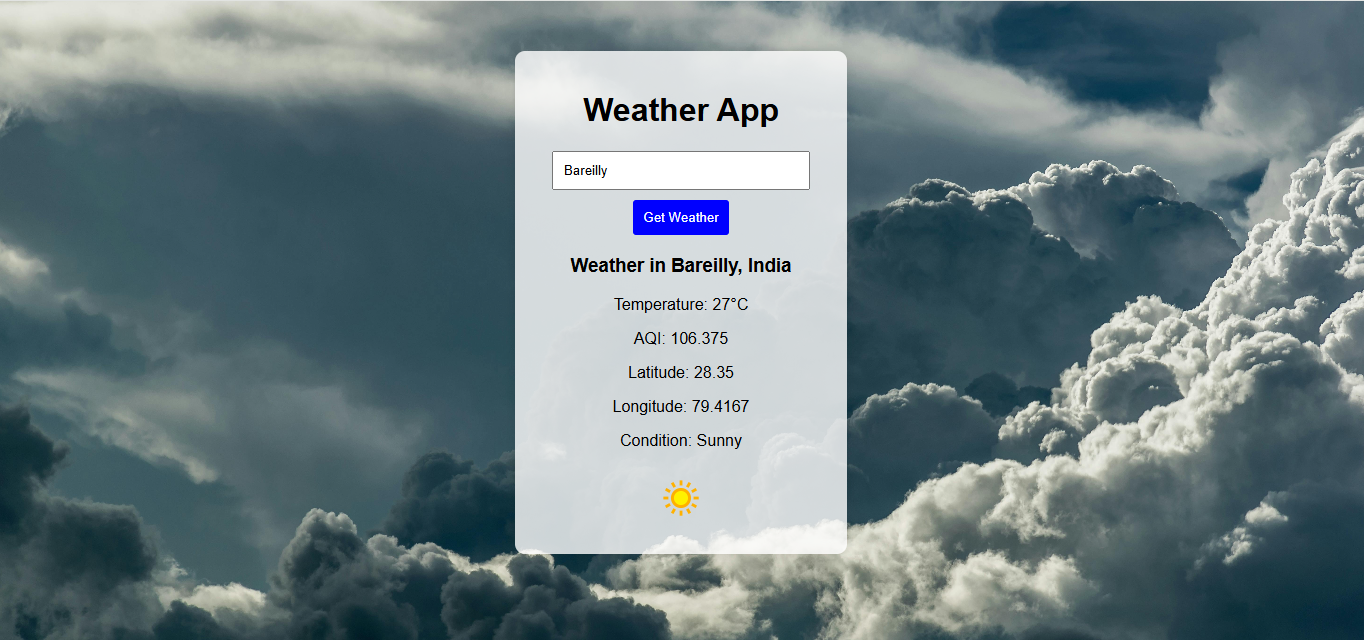 Weather App
Bareilly
Get Weather
Weather in Bareilly, India
Temperature: 27°C
AQI: 106.375
Latitude: 28.35
Longitude: 79.4167
Condition: Sunny